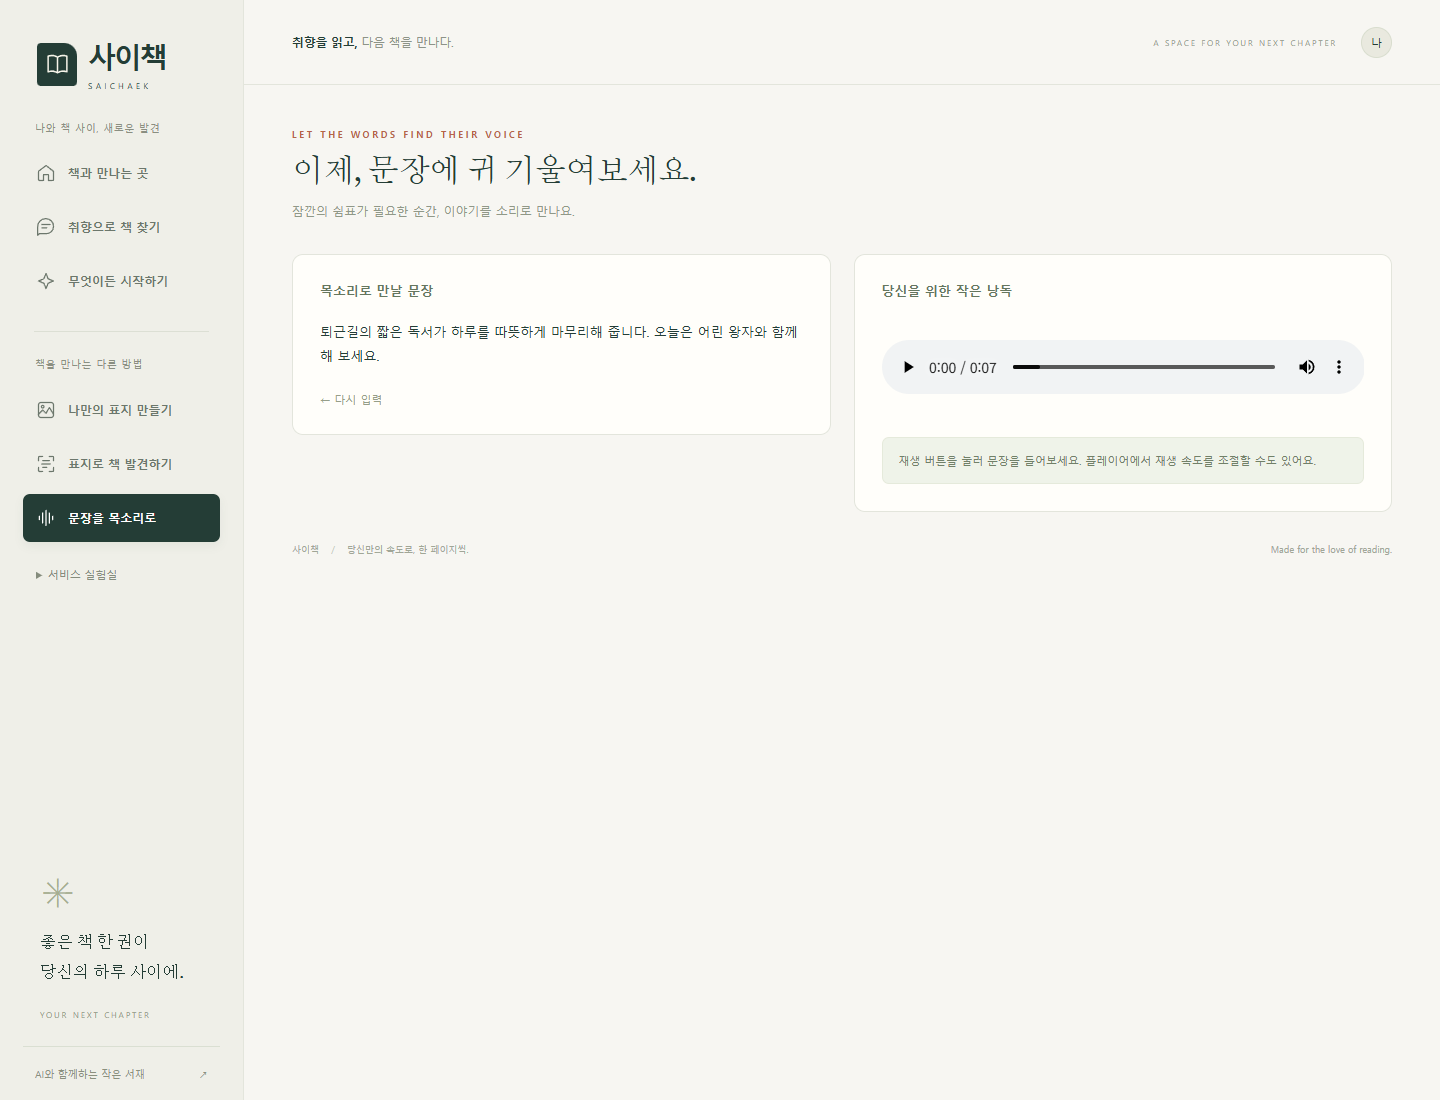 사이책
SAICHAEK
나와 책 사이, 새로운 발견
책과 만나는 곳
취향으로 책 찾기
무엇이든 시작하기
책을 만나는 다른 방법
나만의 표지 만들기
표지로 책 발견하기
문장을 목소리로
▶ 서비스 실험실
좋은 책 한 권이
당신의 하루 사이에.
YOUR NEXT CHAPTER
AI와 함께하는 작은 서재 ↗
취향을 읽고, 다음 책을 만나다.
A SPACE FOR YOUR NEXT CHAPTER
나
LET THE WORDS FIND THEIR VOICE
이제, 문장에 귀 기울여보세요.
잠깐의 쉼표가 필요한 순간, 이야기를 소리로 만나요.
목소리로 만날 문장
퇴근길의 짧은 독서가 하루를 따뜻하게 마무리해 줍니다. 오늘은 어린 왕자와 함께
해 보세요.
← 다시 입력
당신을 위한 작은 낭독
0:00 / 0:07
재생 버튼을 눌러 문장을 들어보세요. 플레이어에서 재생 속도를 조절할 수도 있어요.
사이책 / 당신만의 속도로, 한 페이지씩.
Made for the love of reading.